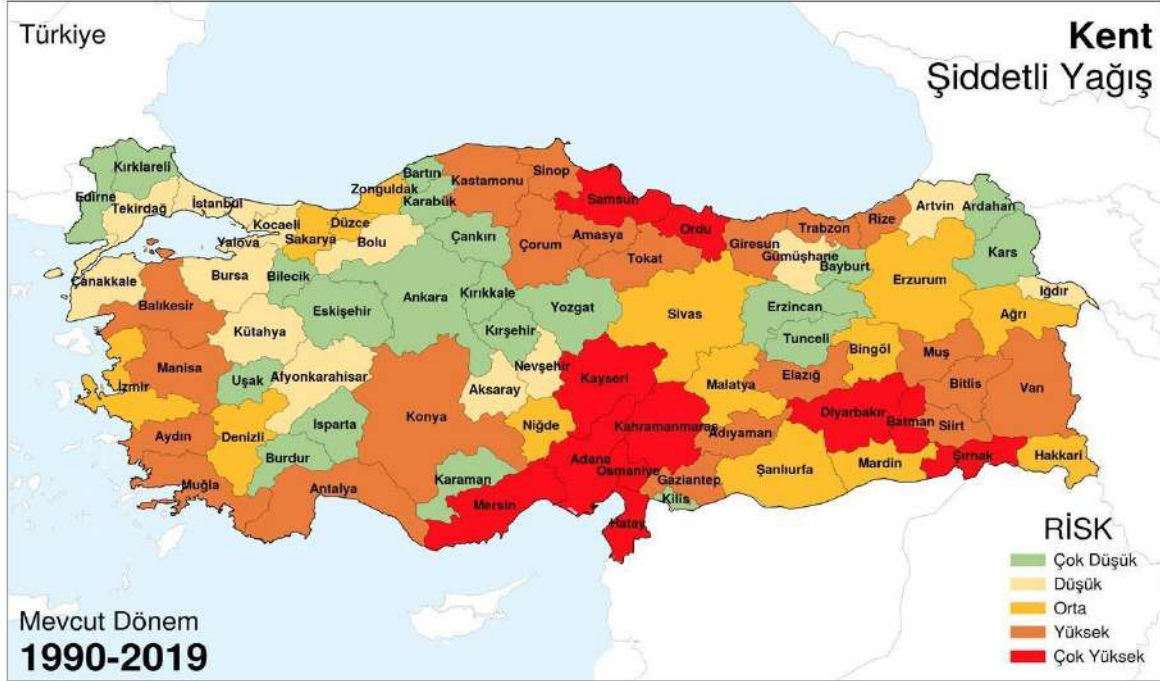 Türkiye
Kent
Şiddetli Yağış
Kırklareli
Edirne
Tekirdağ
İstanbul
Kocaeli
Yalova
Sakarya
Düzce
Zonguldak
Bartın
Karabük
Kastamonu
Sinop
Samsun
Ordu
Giresun
Trabzon
Rize
Artvin
Ardahan
Kars
Gümüşhane
Bayburt
Bolu
Çankırı
Çorum
Amasya
Tokat
Çanakkale
Bursa
Bilecik
Eskişehir
Ankara
Kırıkkale
Yozgat
Sivas
Erzincan
Erzurum
Iğdır
Ağrı
Balıkesir
Kütahya
Kırşehir
Tunceli
Bingöl
Muş
Manisa
Uşak
Afyonkarahisar
Nevşehir
Aksaray
Kayseri
Malatya
Elazığ
Bitlis
Van
İzmir
Konya
Niğde
Kahramanmaraş
Adıyaman
Diyarbakır
Batman
Siirt
Aydın
Denizli
Isparta
Burdur
Karaman
Adana
Osmaniye
Gaziantep
Şanlıurfa
Mardin
Şırnak
Hakkari
Muğla
Antalya
Mersin
Hatay
Kilis
RİSK
Çok Düşük
Düşük
Orta
Yüksek
Çok Yüksek
Mevcut Dönem
1990-2019